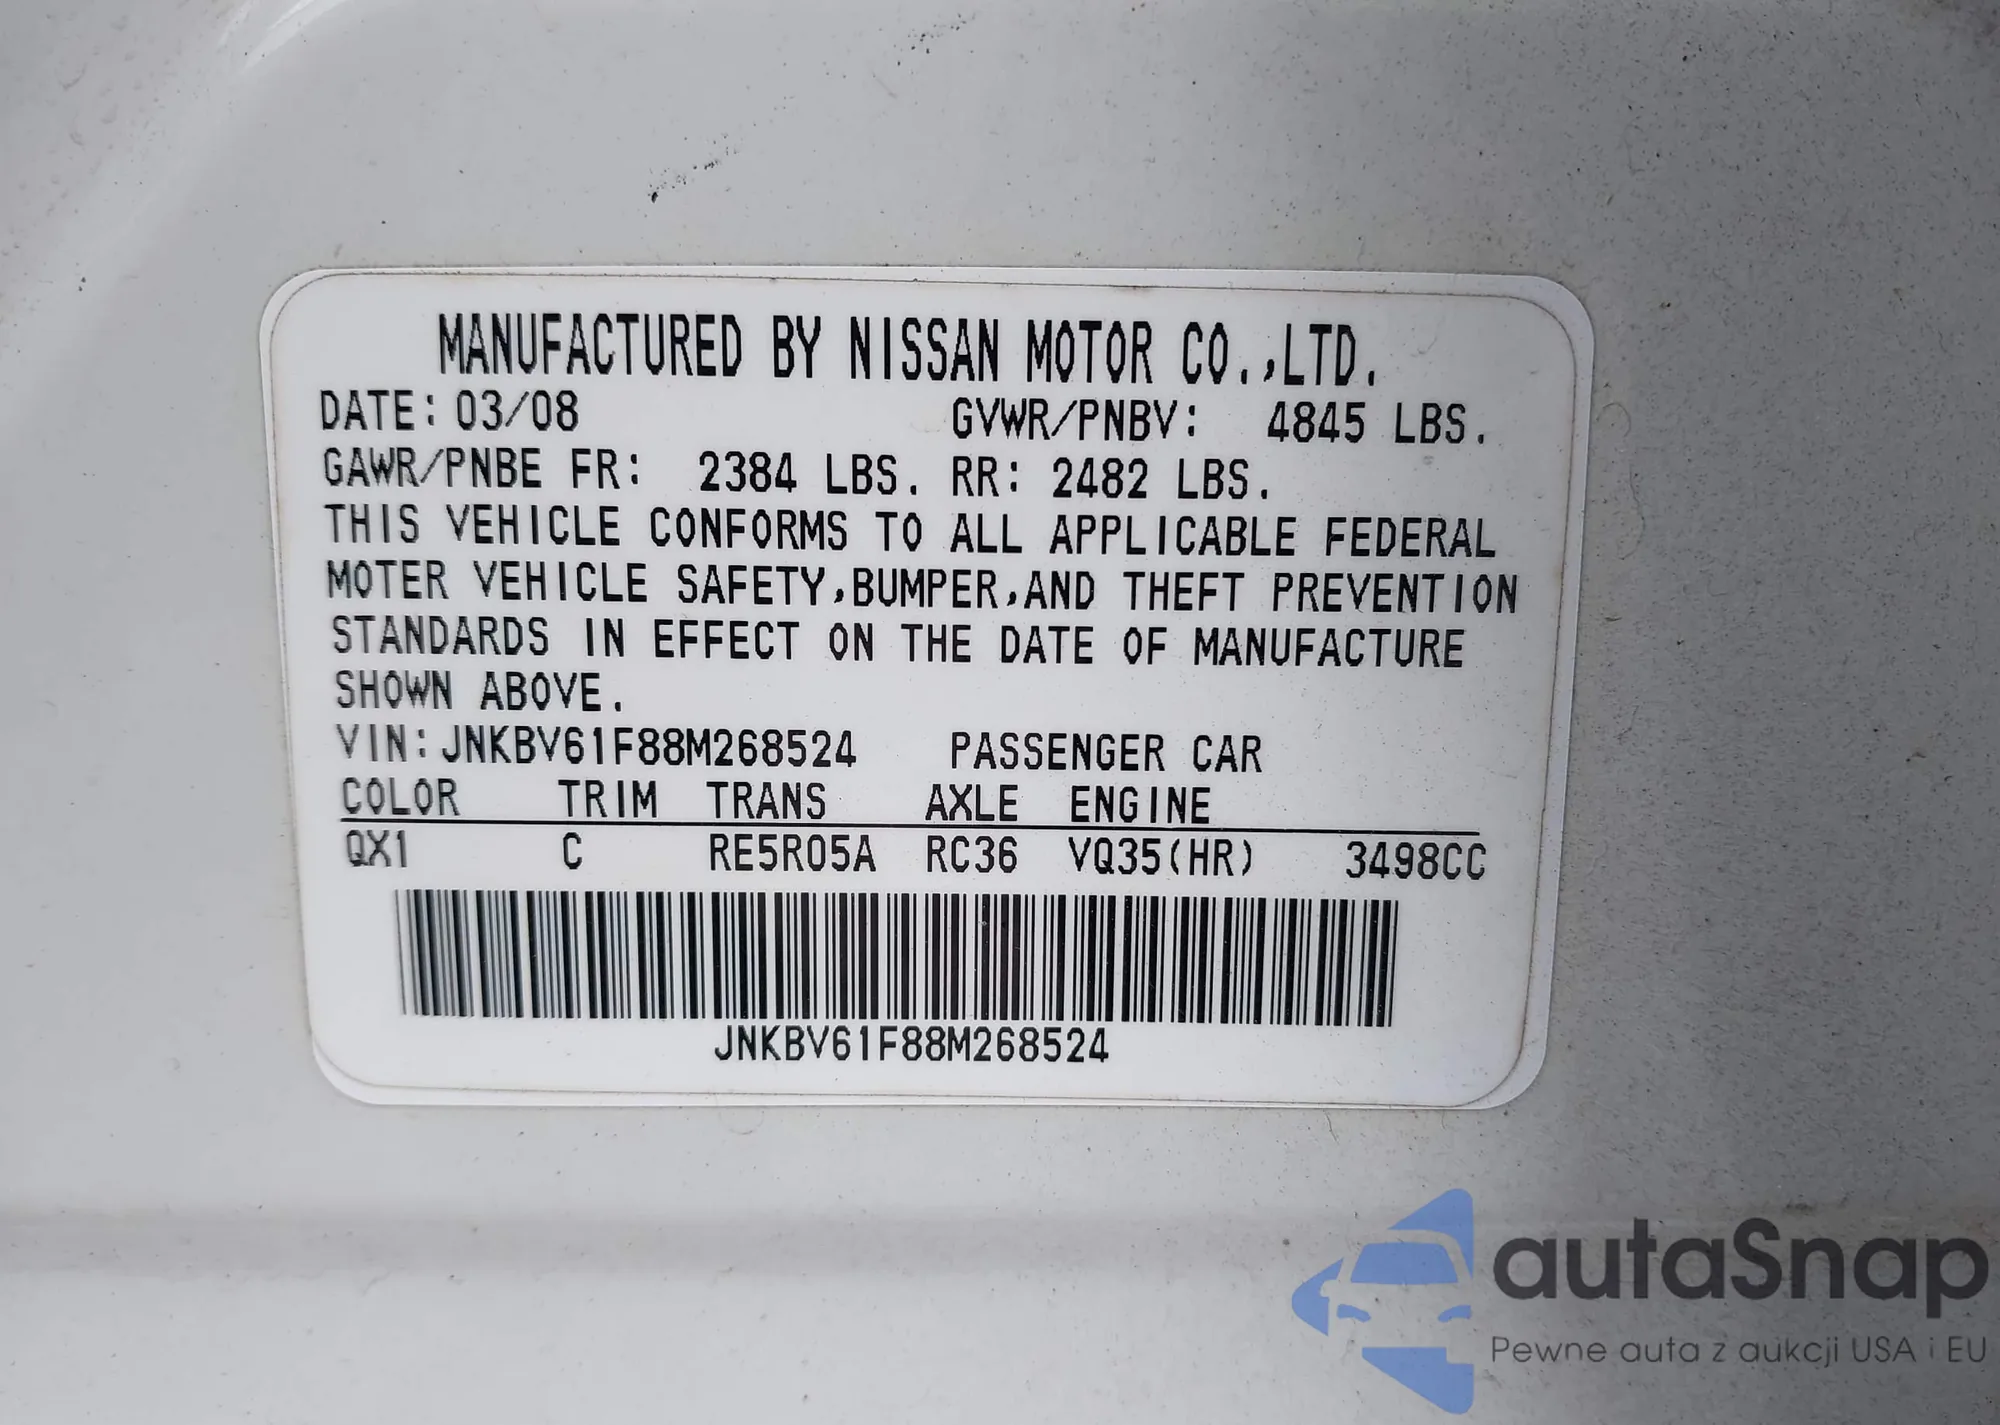 MANUFACTURED BY NISSAN MOTOR CO.,LTD.
DATE: 03/08 GVWR/PNBV: 4845 LBS.
GAWR/PNBE FR: 2384 LBS. RR: 2482 LBS.
THIS VEHICLE CONFORMS TO ALL APPLICABLE FEDERAL
MOTER VEHICLE SAFETY,BUMPER,AND THEFT PREVENTION
STANDARDS IN EFFECT ON THE DATE OF MANUFACTURE
SHOWN ABOVE.
VIN: JNKBV61F88M268524 PASSENGER CAR
COLOR TRIM TRANS AXLE ENGINE
QX1 C RE5R05A RC36 VQ35(HR) 3498CC
JNKBV61F88M268524
autaSnap
Pewne auta z aukcji USA i EU